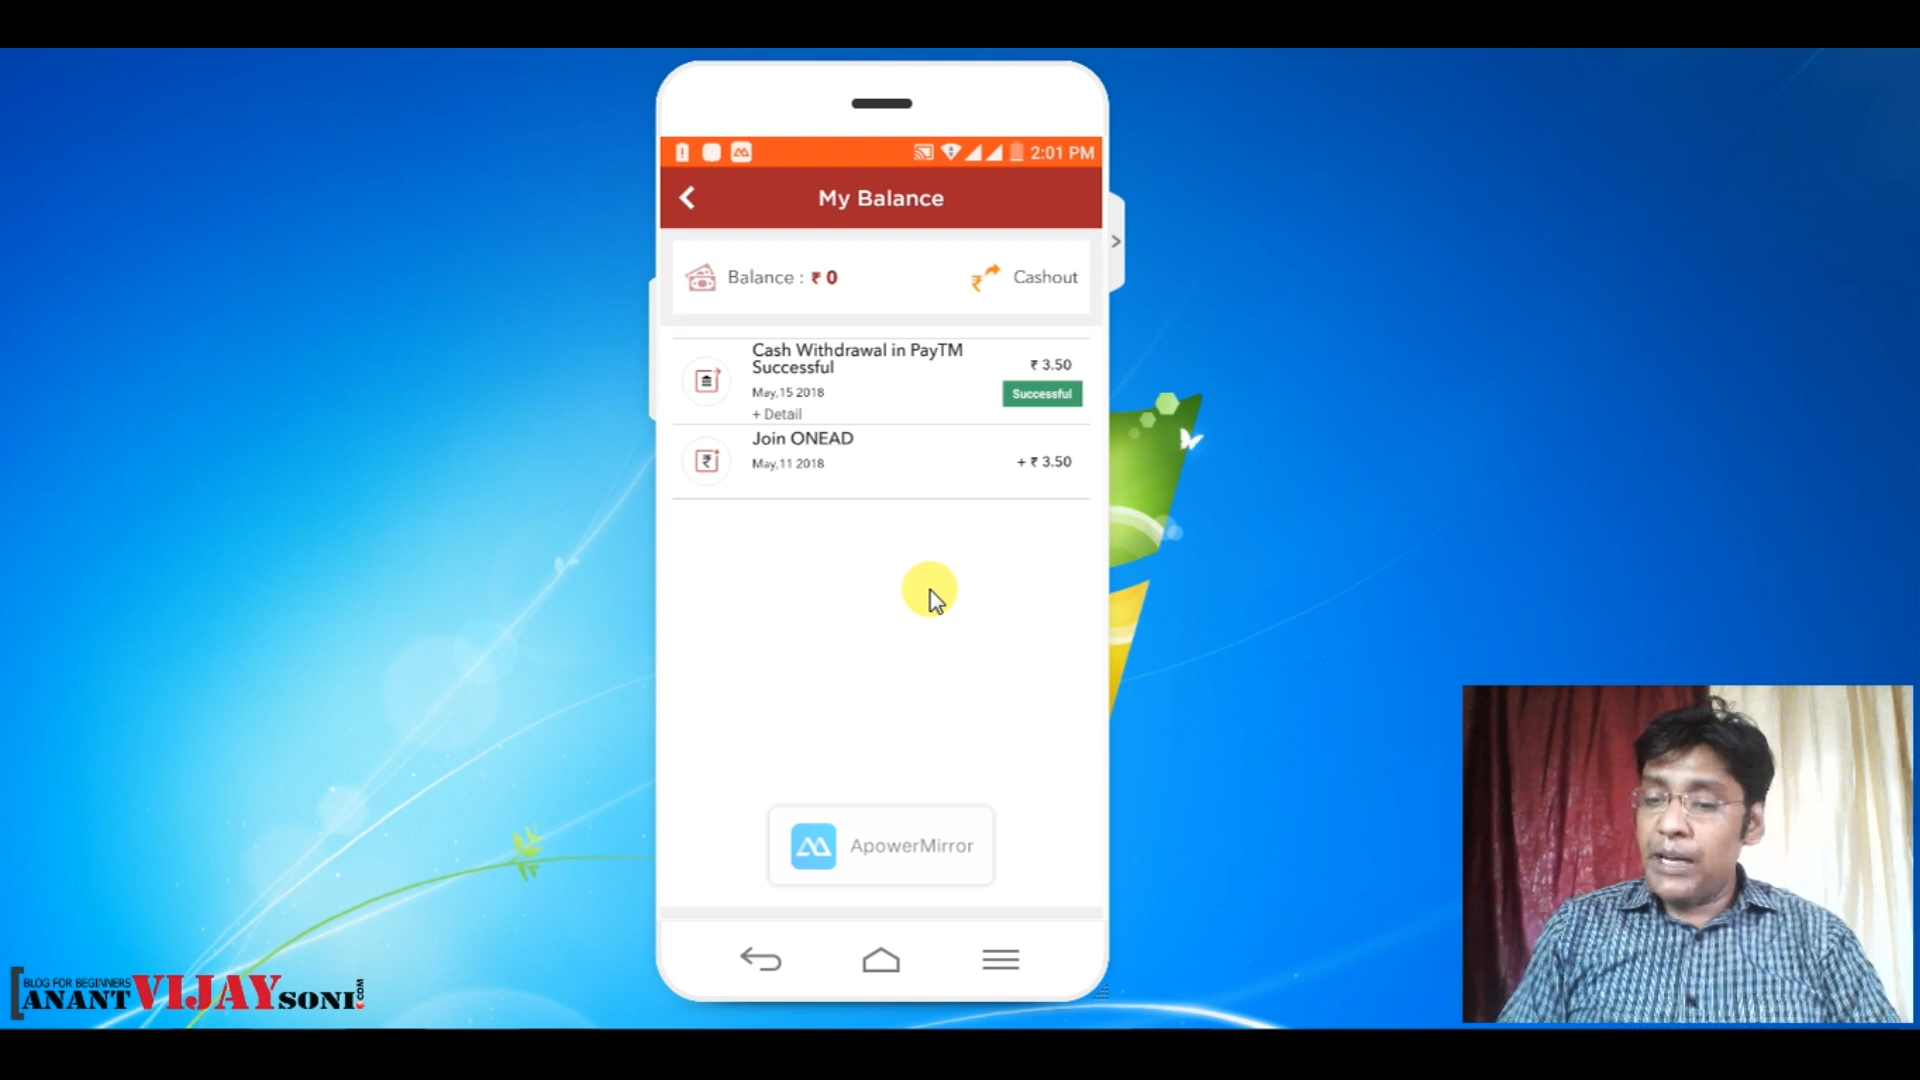 2:01 PM
My Balance
Balance : ₹ 0
Cashout
Cash Withdrawal in PayTM
Successful
₹ 3.50
May,15 2018
Successful
+ Detail
Join ONEAD
May,11 2018
+ ₹ 3.50
ApowerMirror
BLOG FOR BEGINNERS
ANANT VIJAY SONI.COM